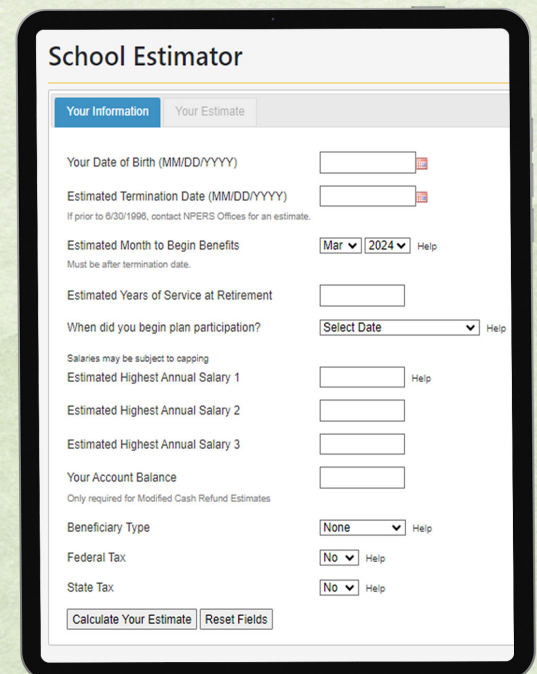 School Estimator
Your Information Your Estimate
Your Date of Birth (MM/DD/YYYY)
Estimated Termination Date (MM/DD/YYYY)
If prior to 6/30/1996, contact NPERS Offices for an estimate.
Estimated Month to Begin Benefits Mar 2024 Help
Must be after termination date.
Estimated Years of Service at Retirement
When did you begin plan participation? Select Date Help
Salaries may be subject to capping
Estimated Highest Annual Salary 1 Help
Estimated Highest Annual Salary 2
Estimated Highest Annual Salary 3
Your Account Balance
Only required for Modified Cash Refund Estimates
Beneficiary Type None Help
Federal Tax No Help
State Tax No Help
Calculate Your Estimate Reset Fields